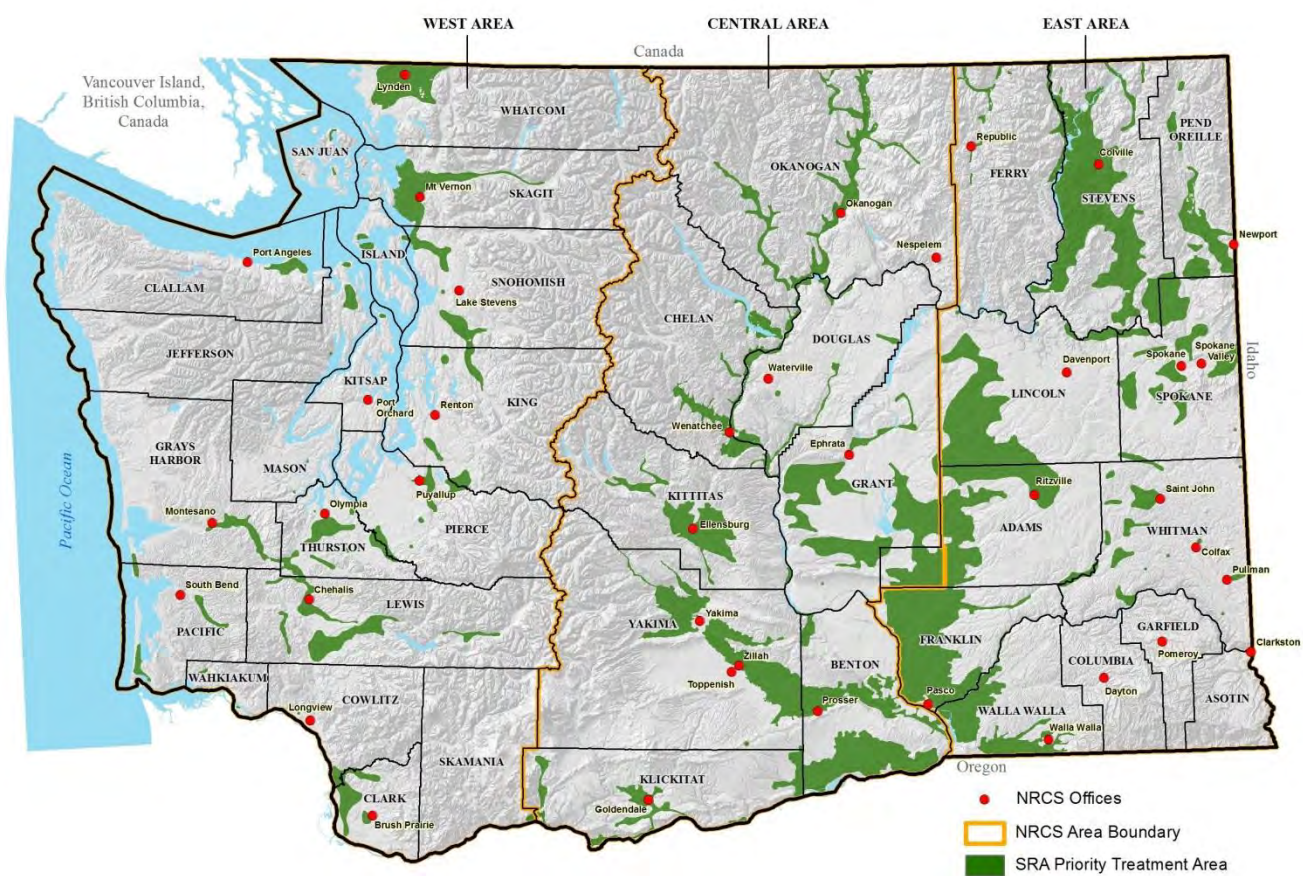 WEST AREA
CENTRAL AREA
EAST AREA
Canada
Vancouver Island,
British Columbia,
Canada
Lynden
WHATCOM
SAN JUAN
OKANOGAN
Republic
FERRY
Colville
STEVENS
PEND
OREILLE
Mt Vernon
SKAGIT
Okanogan
Nespelem
Newport
Port Angeles
ISLAND
CLALLAM
SNOHOMISH
Lake Stevens
CHELAN
DOUGLAS
JEFFERSON
KITSAP
Port
Orchard
Renton
KING
Waterville
Davenport
LINCOLN
Spokane
Spokane
Valley
SPOKANE
Idaho
Wenatchee
Ephrata
GRAYS
HARBOR
MASON
Puyallup
PIERCE
KITTITAS
Ellensburg
GRANT
Ritzville
ADAMS
Saint John
WHITMAN
Pacific Ocean
Montesano
Olympia
THURSTON
Colfax
Pullman
South Bend
PACIFIC
Chehalis
LEWIS
YAKIMA
Yakima
Zillah
Toppenish
BENTON
Prosser
FRANKLIN
Pasco
GARFIELD
Pomeroy
Clarkston
COLUMBIA
Dayton
ASOTIN
WAHKIAKUM
COWLITZ
Longview
WALLA WALLA
Walla Walla
SKAMANIA
CLARK
Brush Prairie
KLICKITAT
Goldendale
Oregon
NRCS Offices
NRCS Area Boundary
SRA Priority Treatment Area